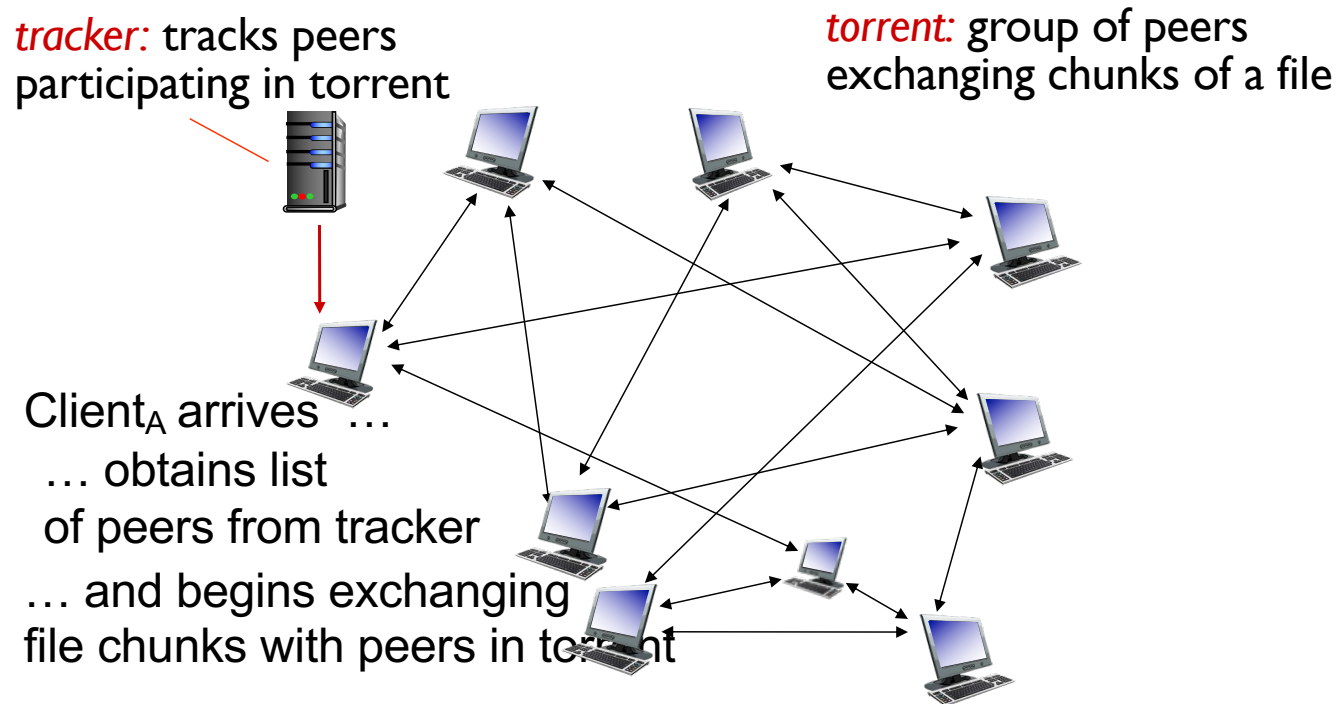 tracker: tracks peers
participating in torrent
torrent: group of peers
exchanging chunks of a file
Client_A arrives …
… obtains list
of peers from tracker
… and begins exchanging
file chunks with peers in torrent